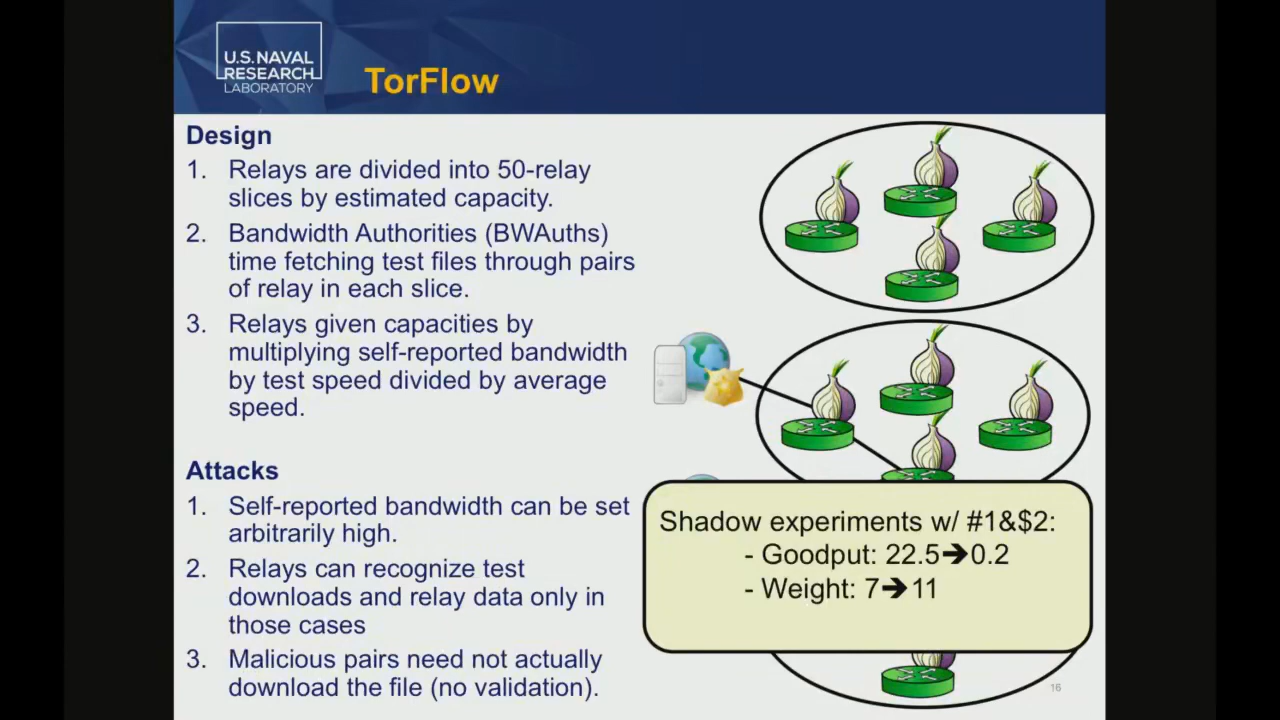 U.S. NAVAL
RESEARCH
LABORATORY
TorFlow
Design
1. Relays are divided into 50-relay
slices by estimated capacity.
2. Bandwidth Authorities (BWAuths)
time fetching test files through pairs
of relay in each slice.
3. Relays given capacities by
multiplying self-reported bandwidth
by test speed divided by average
speed.
Attacks
1. Self-reported bandwidth can be set
arbitrarily high.
2. Relays can recognize test
downloads and relay data only in
those cases
3. Malicious pairs need not actually
download the file (no validation).
Shadow experiments w/ #1&$2:
- Goodput: 22.5➔0.2
- Weight: 7➔11
16